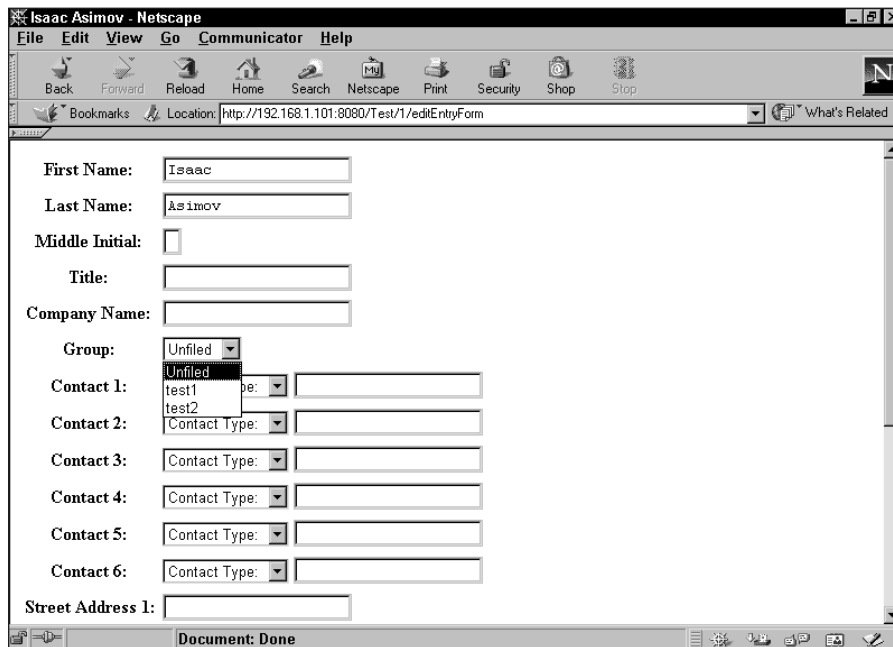 Isaac Asimov - Netscape
File Edit View Go Communicator Help
My
Back Forward Reload Home Search Netscape Print Security Shop Stop
N
Bookmarks Location: http://192.168.1.101:8080/Test/1/editEntryForm What's Related
First Name: Isaac
Last Name: Asimov
Middle Initial:
Title:
Company Name:
Group: Unfiled
Unfiled
Contact 1: test1 pe:
test2
Contact 2: Contact Type:
Contact 3: Contact Type:
Contact 4: Contact Type:
Contact 5: Contact Type:
Contact 6: Contact Type:
Street Address 1:
Document: Done